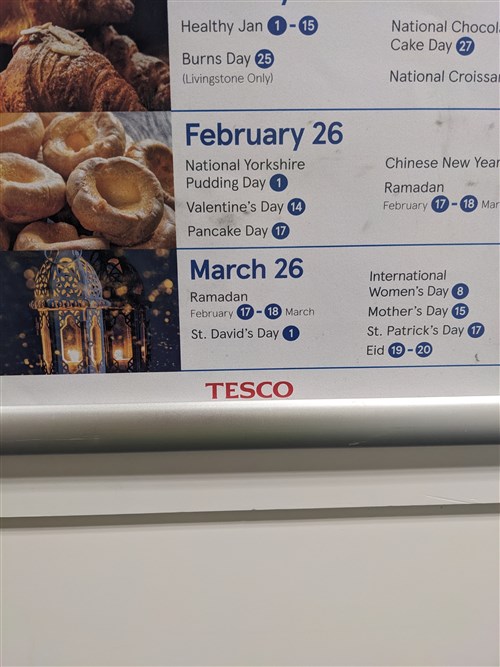 Healthy Jan 1 - 15
Burns Day 25
(Livingstone Only)
National
Cake Day 27
National
February 26
National Yorkshire
Pudding Day 1
Valentine's Day 14
Pancake Day 17
Chinese New Year
Ramadan
February 17 - 18 Mar
March 26
Ramadan
February 17 - 18 March
St. David's Day 1
International
Women's Day 8
Mother's Day 15
St. Patrick's Day 17
Eid 19 - 20
TESCO